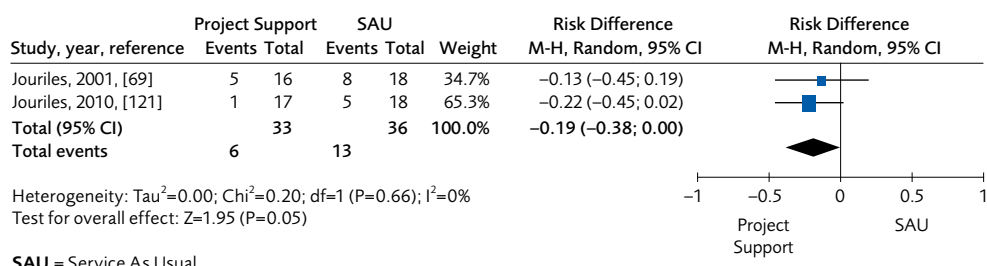 Project Support SAU Risk Difference Risk Difference
Study, year, reference Events Total Events Total Weight M-H, Random, 95% CI M-H, Random, 95% CI
Jouriles, 2001, [69] 5 16 8 18 34.7% −0.13 (−0.45; 0.19)
Jouriles, 2010, [121] 1 17 5 18 65.3% −0.22 (−0.45; 0.02)
Total (95% CI) 33 36 100.0% −0.19 (−0.38; 0.00)
Total events 6 13
−1 −0.5 0 0.5 1
Heterogeneity: Tau²=0.00; Chi²=0.20; df=1 (P=0.66); I²=0%
Test for overall effect: Z=1.95 (P=0.05)
Project SAU
Support
SAU = Service As Usual